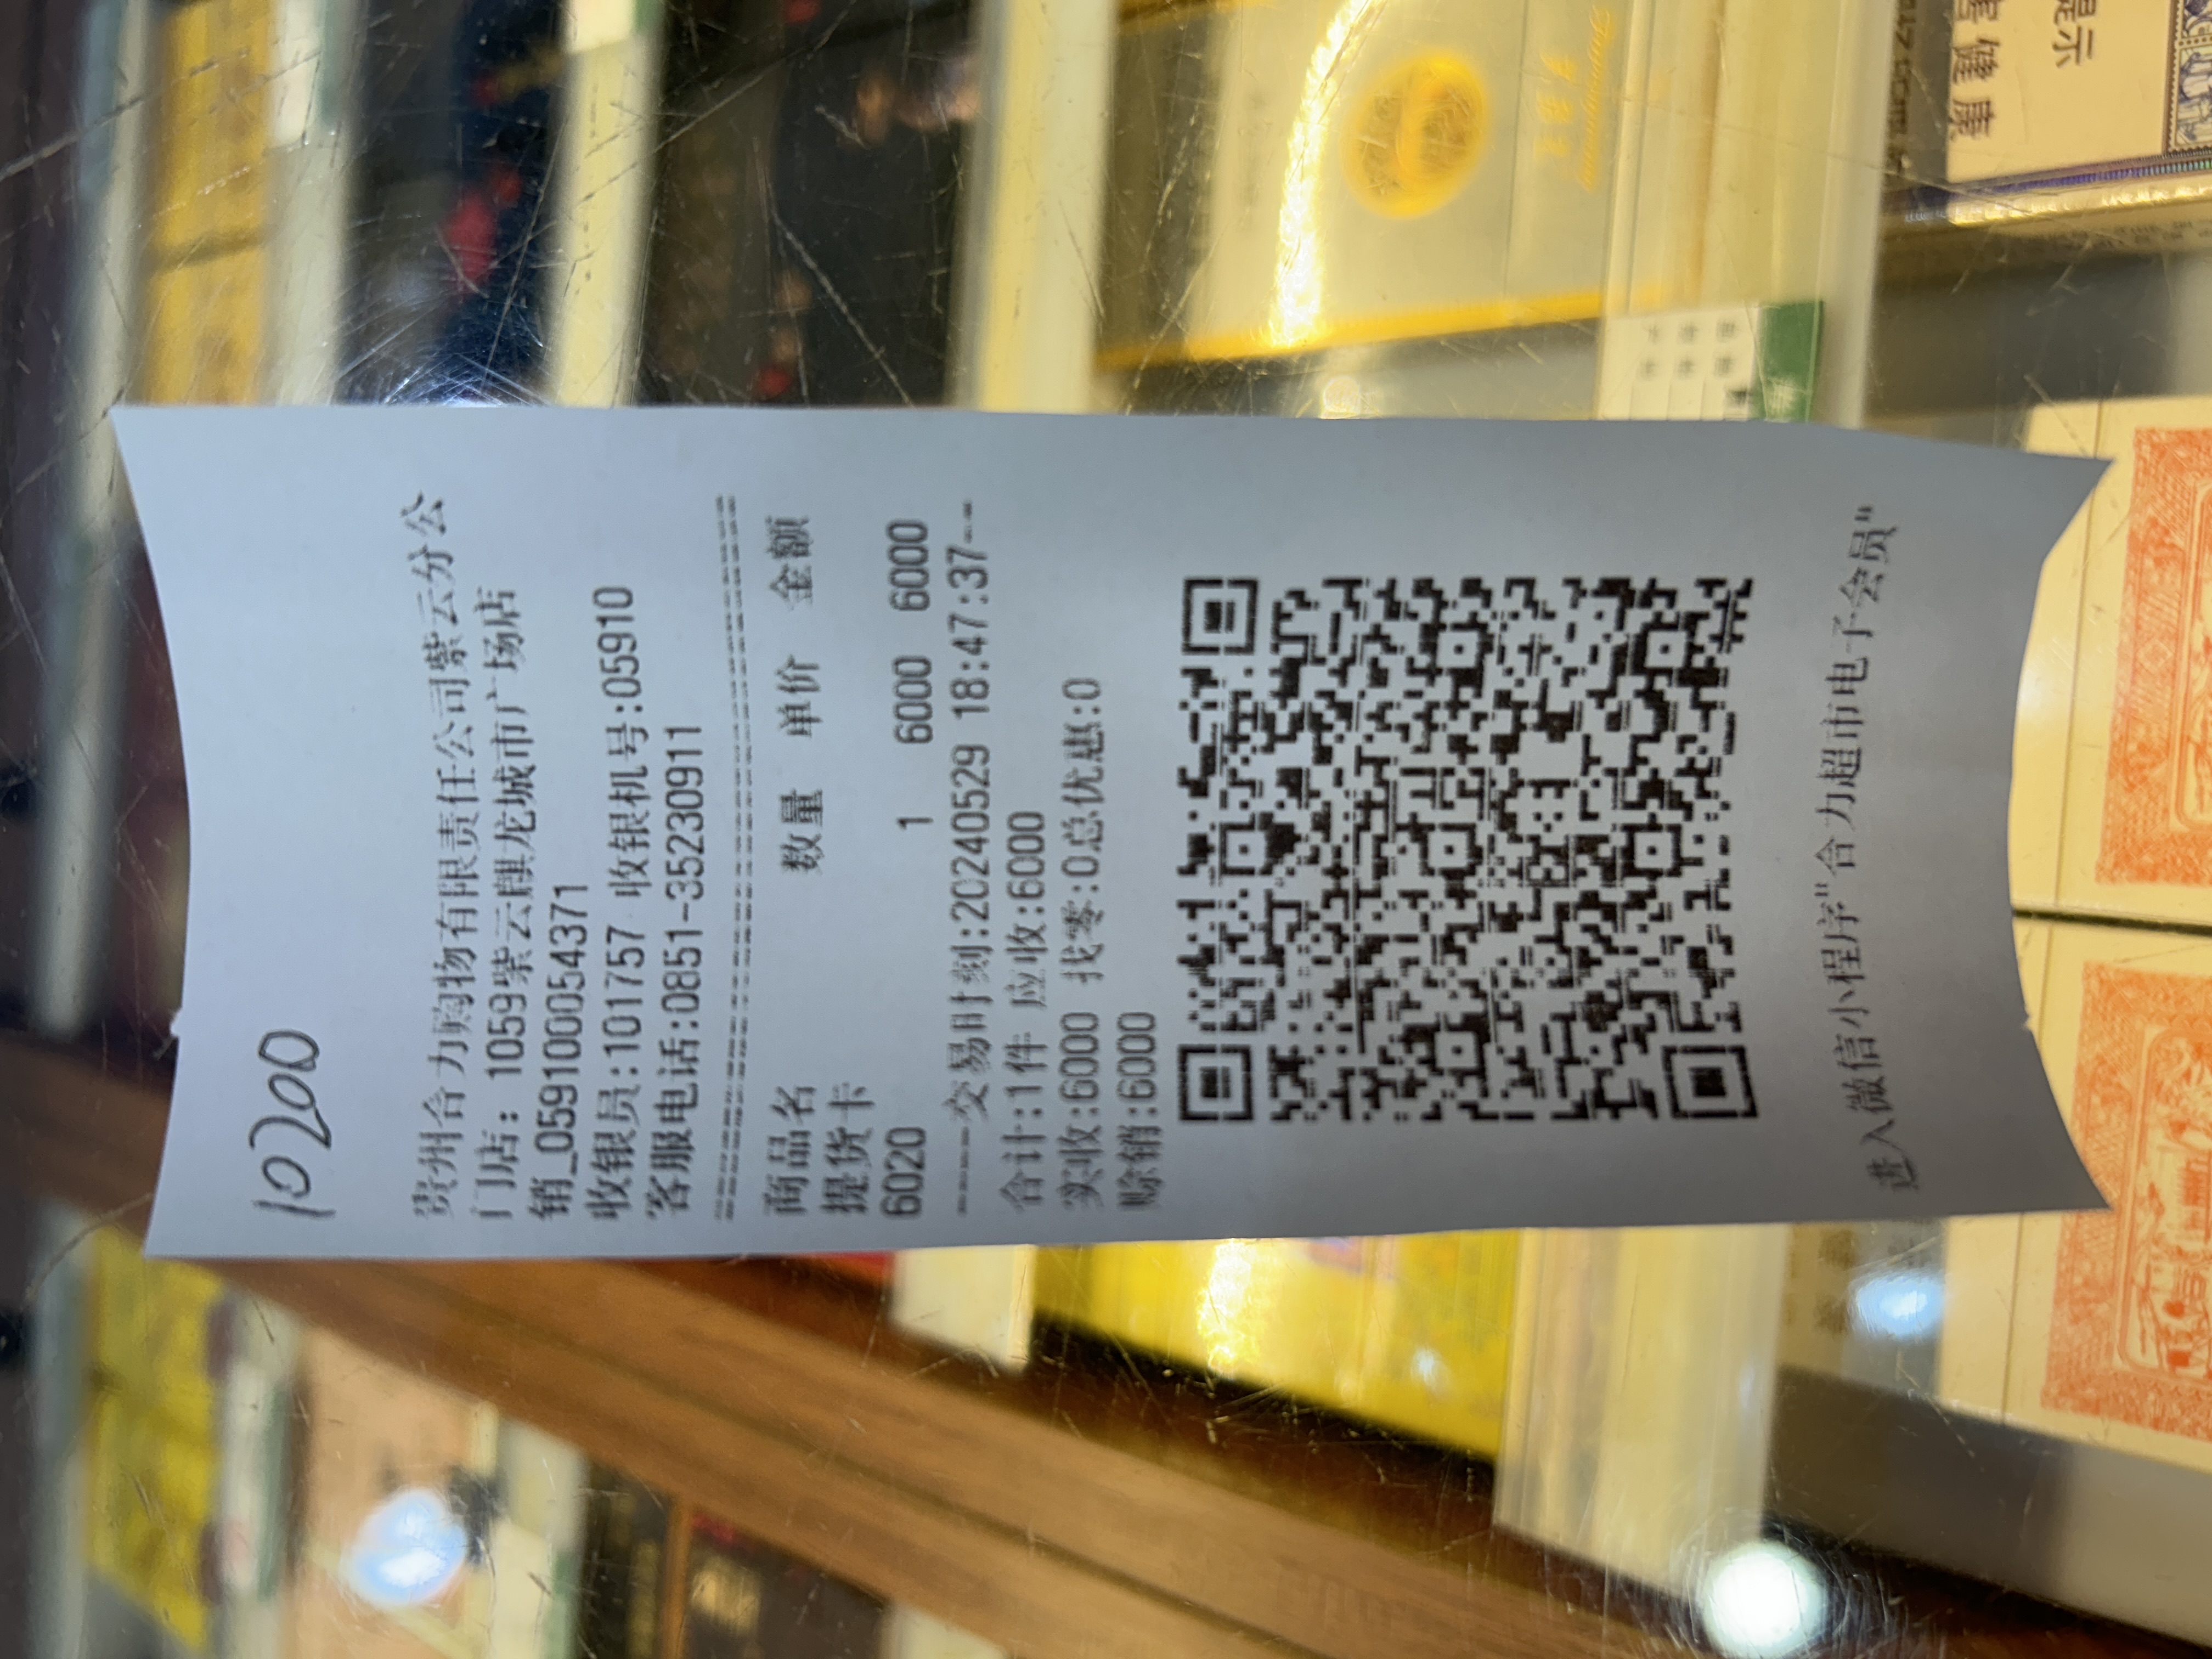 10200
贵州合力购物有限责任公司紫云分公
门店: 1059紫云麒龙城市广场店
销_059100054371
收银员:101757 收银机号:05910
客服电话:0851-35230911
商品名 数量 单价 金额
提货卡
6020 1 6000 6000
----交易时刻:20240529 18:47:37--
合计:1件 应收:6000
实收:6000 找零:0总优惠:0
赊销:6000
进入微信小程序"合力超市电子会员"
提示
害健康